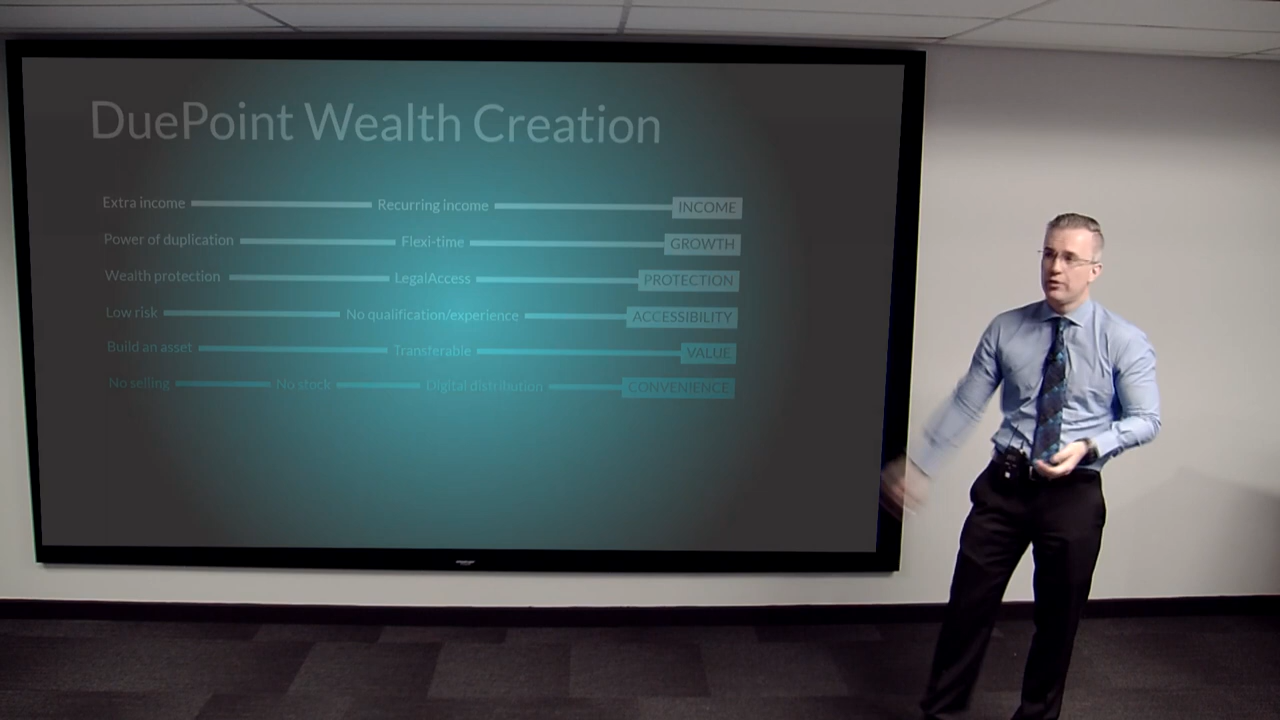 DuePoint Wealth Creation
Extra income Recurring income INCOME
Power of duplication Flexi-time GROWTH
Wealth protection LegalAccess PROTECTION
Low risk No qualification/experience ACCESSIBILITY
Build an asset Transferable VALUE
No selling No stock Digital distribution CONVENIENCE